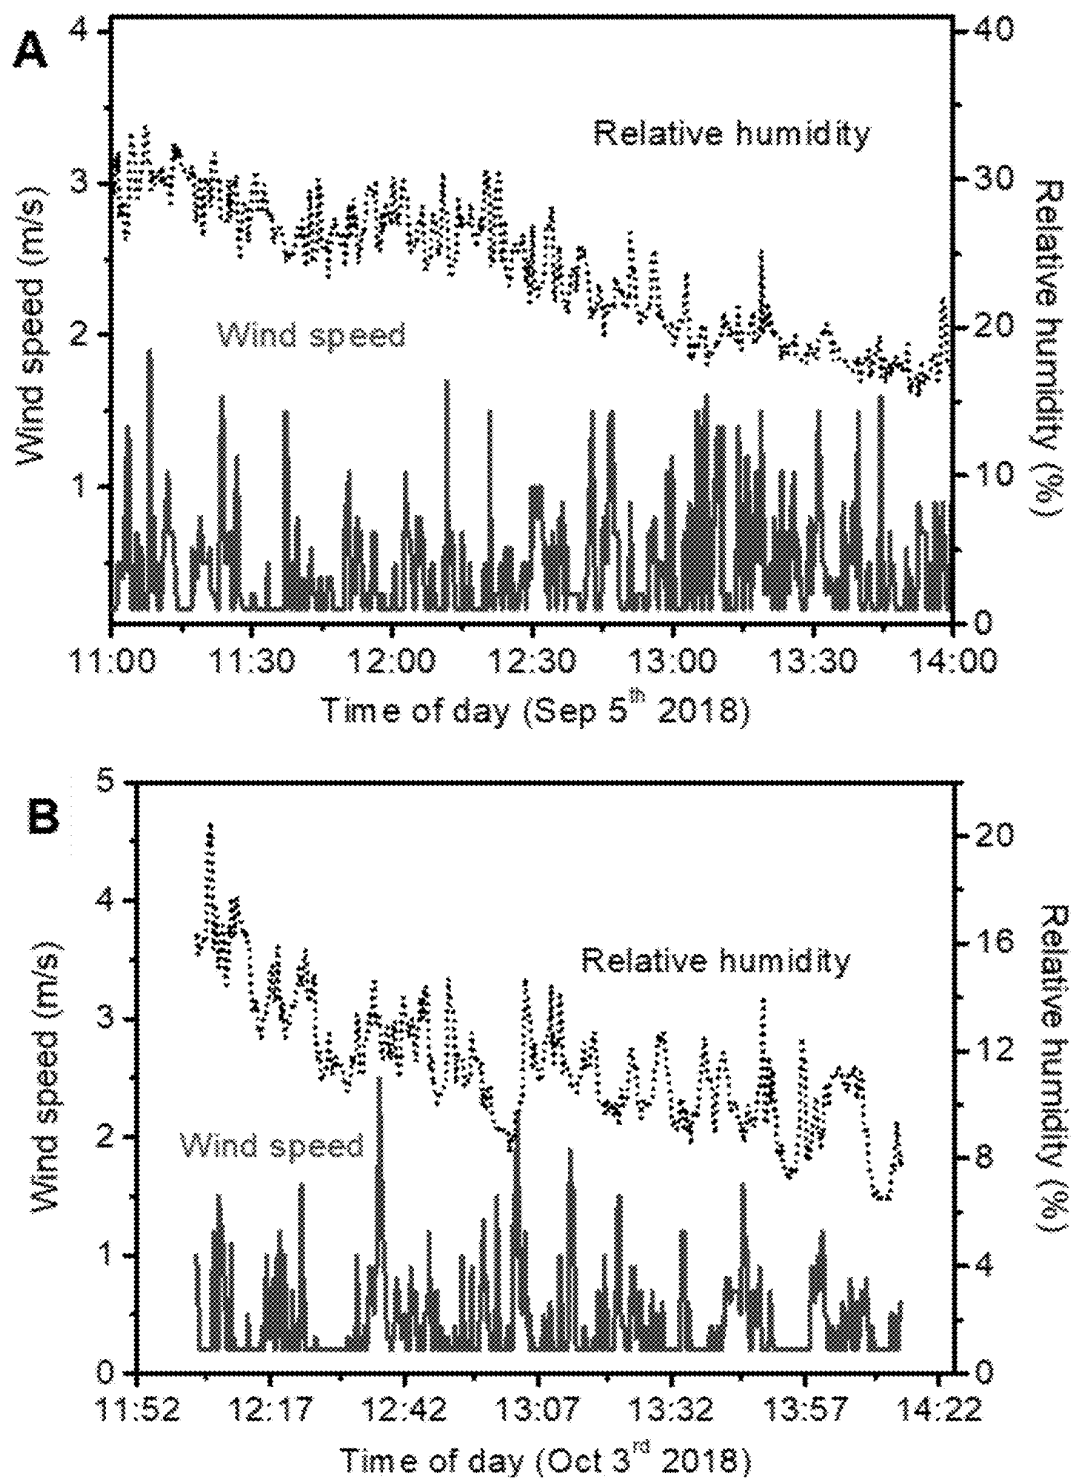 A
Wind speed (m/s)
4
3
2
1
Relative humidity
Wind speed
40
30
20
10
0
Relative humidity (%)
11:00 11:30 12:00 12:30 13:00 13:30 14:00
Time of day (Sep 5th 2018)
B
Wind speed (m/s)
5
4
3
2
1
0
Relative humidity
Wind speed
20
16
12
8
4
0
Relative humidity (%)
11:52 12:17 12:42 13:07 13:32 13:57 14:22
Time of day (Oct 3rd 2018)